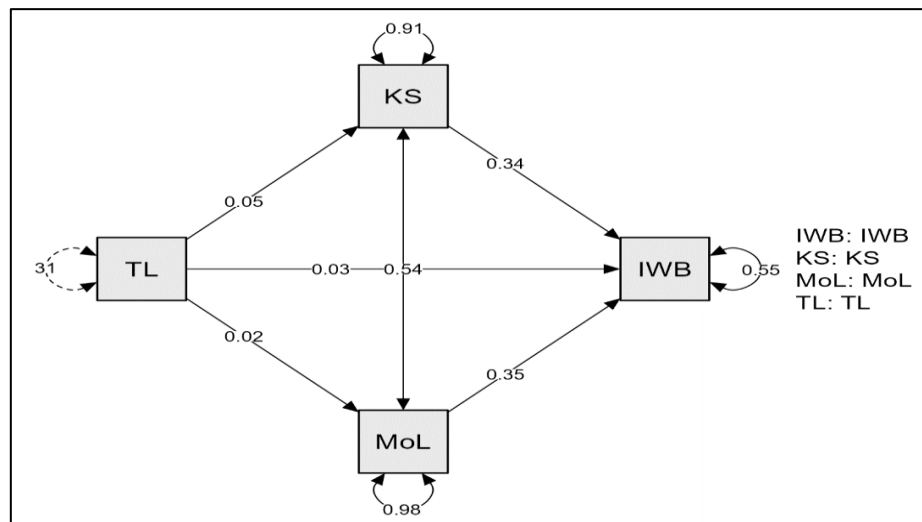 0.91
KS
0.34
0.05
31
TL
0.03
0.54
IWB
0.55
IWB: IWB
KS: KS
MoL: MoL
TL: TL
0.02
0.35
MoL
0.98